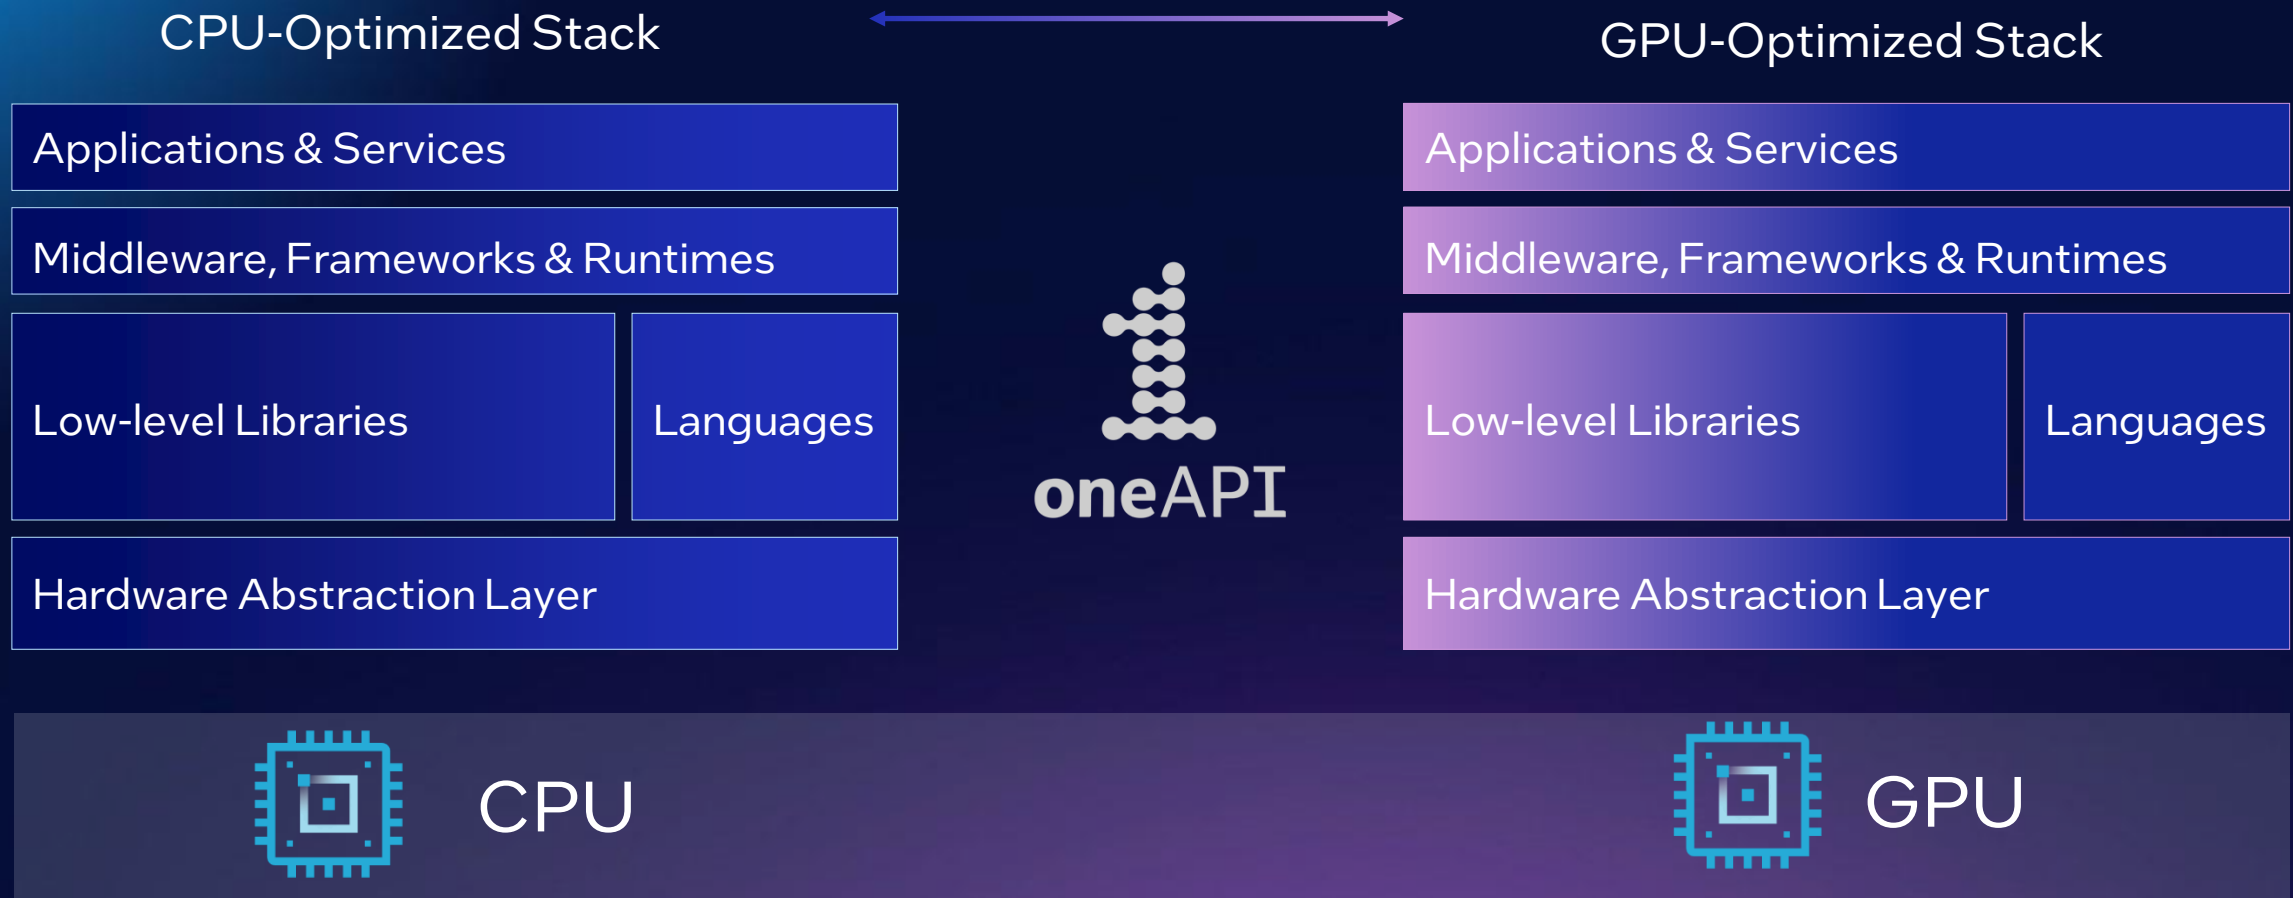 CPU-Optimized Stack
Applications & Services
Middleware, Frameworks & Runtimes
Low-level Libraries
Languages
Hardware Abstraction Layer
oneAPI
GPU-Optimized Stack
Applications & Services
Middleware, Frameworks & Runtimes
Low-level Libraries
Languages
Hardware Abstraction Layer
CPU
GPU